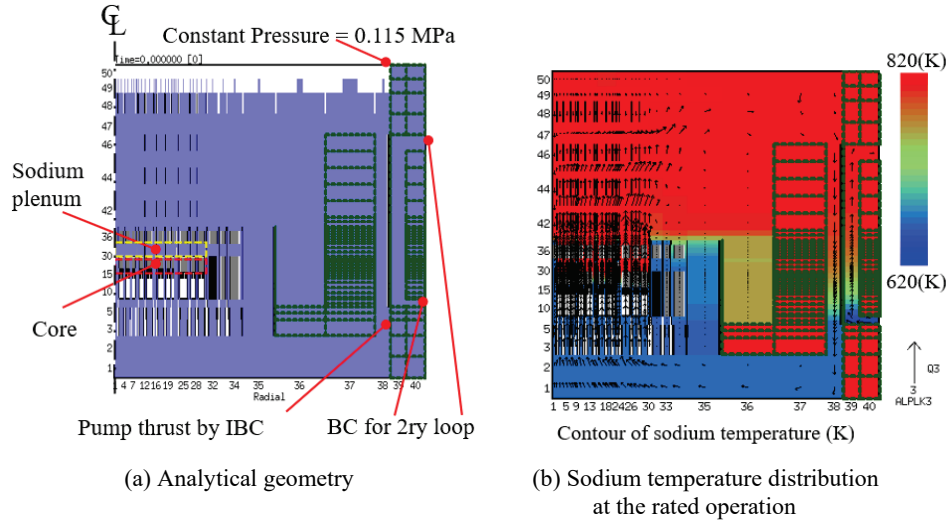 ℄
Constant Pressure = 0.115 MPa
Time=0.000000 [0]
50
49
48
47
46
44
42
36
30
15
10
5
3
2
1
Sodium
plenum
Core
1 4 7 12 16 19 25 28 32 34 35 36 37 38 39 40
Radial
Pump thrust by IBC
BC for 2ry loop
(a) Analytical geometry
820(K)
620(K)
50
49
48
47
46
44
42
36
30
15
10
5
3
2
1
1 5 9 13 18 24 26 30 33 35 36 37 38 39 40
Q3
3
ALPLK3
Contour of sodium temperature (K)
(b) Sodium temperature distribution
at the rated operation